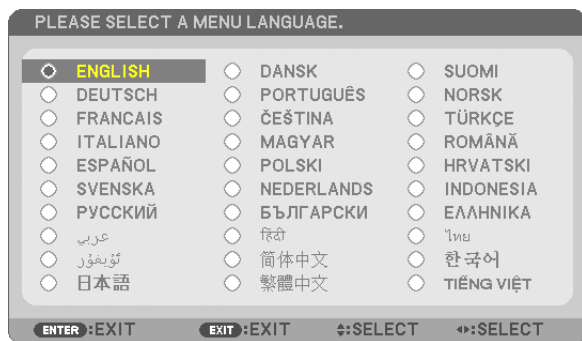 PLEASE SELECT A MENU LANGUAGE.
ENGLISH DANSK SUOMI
DEUTSCH PORTUGUÊS NORSK
FRANCAIS ČEŠTINA TÜRKÇE
ITALIANO MAGYAR ROMÂNĂ
ESPAÑOL POLSKI HRVATSKI
SVENSKA NEDERLANDS INDONESIA
РУССКИЙ БЪЛГАРСКИ ΕΛΛΗΝΙΚΑ
عربي हिंदी ไทย
ئۇيغۇر 简体中文 한국어
日本語 繁體中文 TIẾNG VIỆT
ENTER:EXIT EXIT:EXIT :SELECT :SELECT